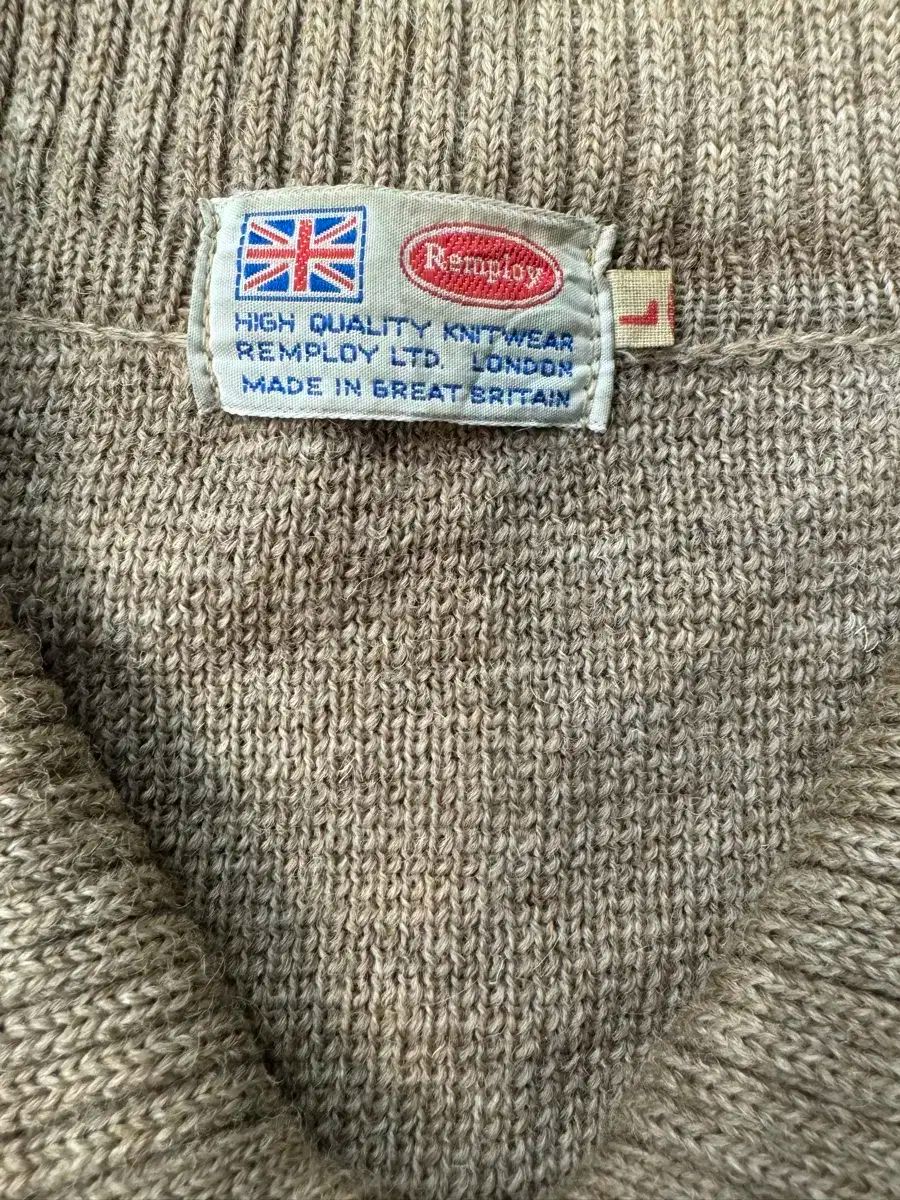 Remploy
HIGH QUALITY KNITWEAR
REMPLOY LTD. LONDON
MADE IN GREAT BRITAIN
L